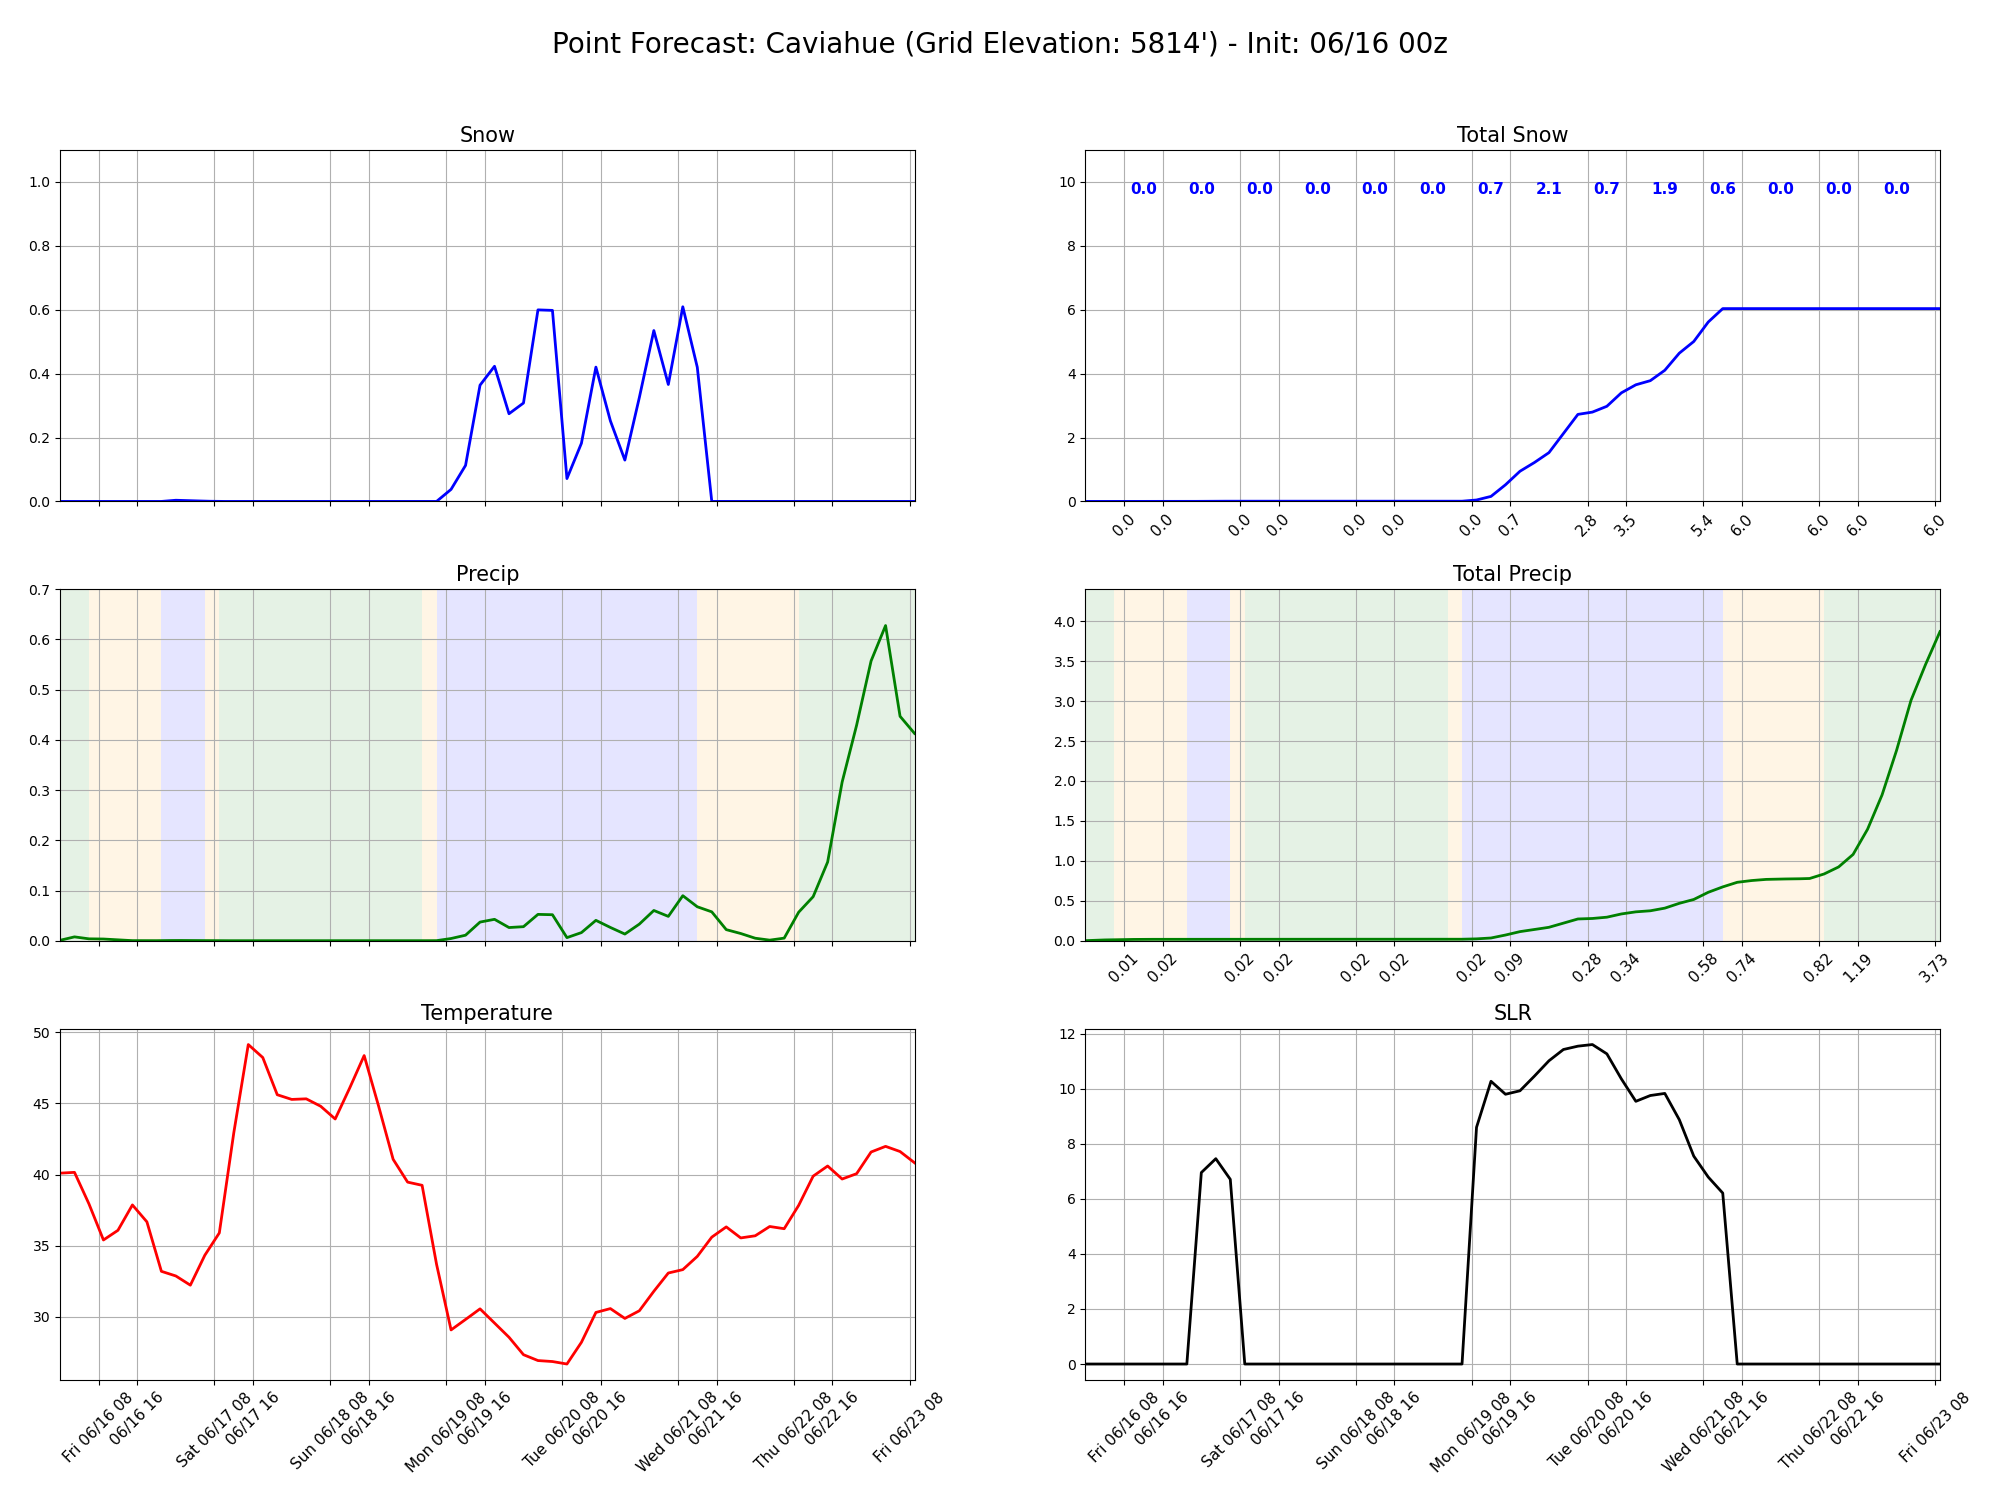 Point Forecast: Caviahue (Grid Elevation: 5814') - Init: 06/16 00z
Snow
1.0
0.8
0.6
0.4
0.2
0.0
Total Snow
10
8
6
4
2
0
0.0 0.0 0.0 0.0 0.0 0.0 0.7 2.1 0.7 1.9 0.6 0.0 0.0 0.0
0.0 0.0 0.0 0.0 0.0 0.0 0.0 0.7 2.8 3.5 5.4 6.0 6.0 6.0 6.0
Precip
0.7
0.6
0.5
0.4
0.3
0.2
0.1
0.0
Total Precip
4.0
3.5
3.0
2.5
2.0
1.5
1.0
0.5
0.0
0.01 0.02 0.02 0.02 0.02 0.02 0.02 0.09 0.28 0.34 0.58 0.74 0.82 1.19 3.73
Temperature
50
45
40
35
30
Fri 06/16 08
06/16 16
Sat 06/17 08
06/17 16
Sun 06/18 08
06/18 16
Mon 06/19 08
06/19 16
Tue 06/20 08
06/20 16
Wed 06/21 08
06/21 16
Thu 06/22 08
06/22 16
Fri 06/23 08
SLR
12
10
8
6
4
2
0
Fri 06/16 08
06/16 16
Sat 06/17 08
06/17 16
Sun 06/18 08
06/18 16
Mon 06/19 08
06/19 16
Tue 06/20 08
06/20 16
Wed 06/21 08
06/21 16
Thu 06/22 08
06/22 16
Fri 06/23 08